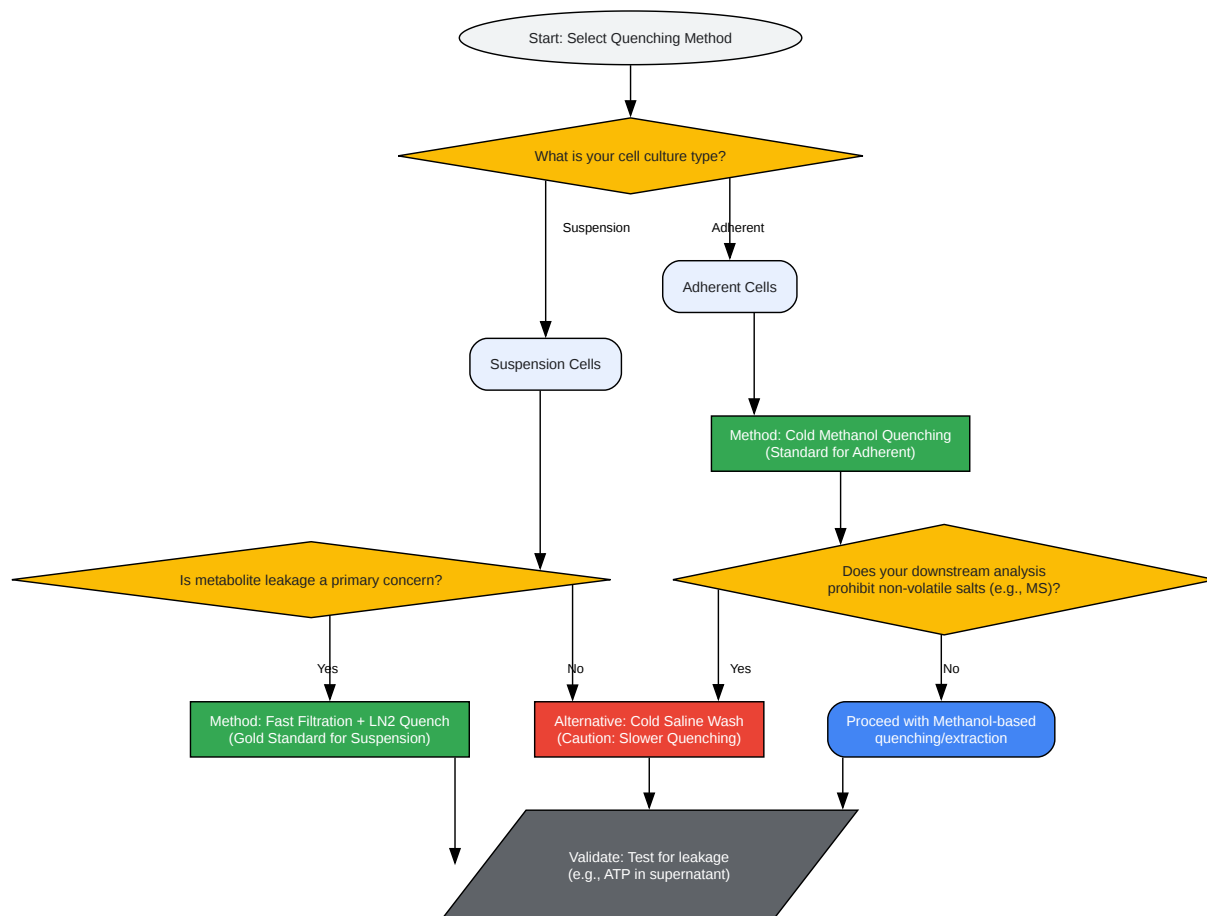 Start: Select Quenching Method
What is your cell culture type?
Suspension
Adherent
Adherent Cells
Suspension Cells
Method: Cold Methanol Quenching
(Standard for Adherent)
Is metabolite leakage a primary concern?
Does your downstream analysis
prohibit non-volatile salts (e.g., MS)?
Yes
No
Yes
No
Method: Fast Filtration + LN2 Quench
(Gold Standard for Suspension)
Alternative: Cold Saline Wash
(Caution: Slower Quenching)
Proceed with Methanol-based
quenching/extraction
Validate: Test for leakage
(e.g., ATP in supernatant)